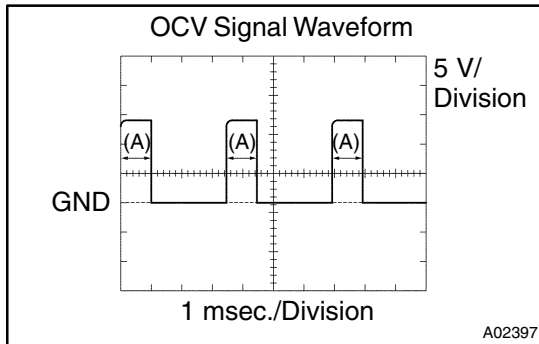 OCV Signal Waveform
5 V/
Division
(A) (A) (A)
GND
1 msec./Division
A02397